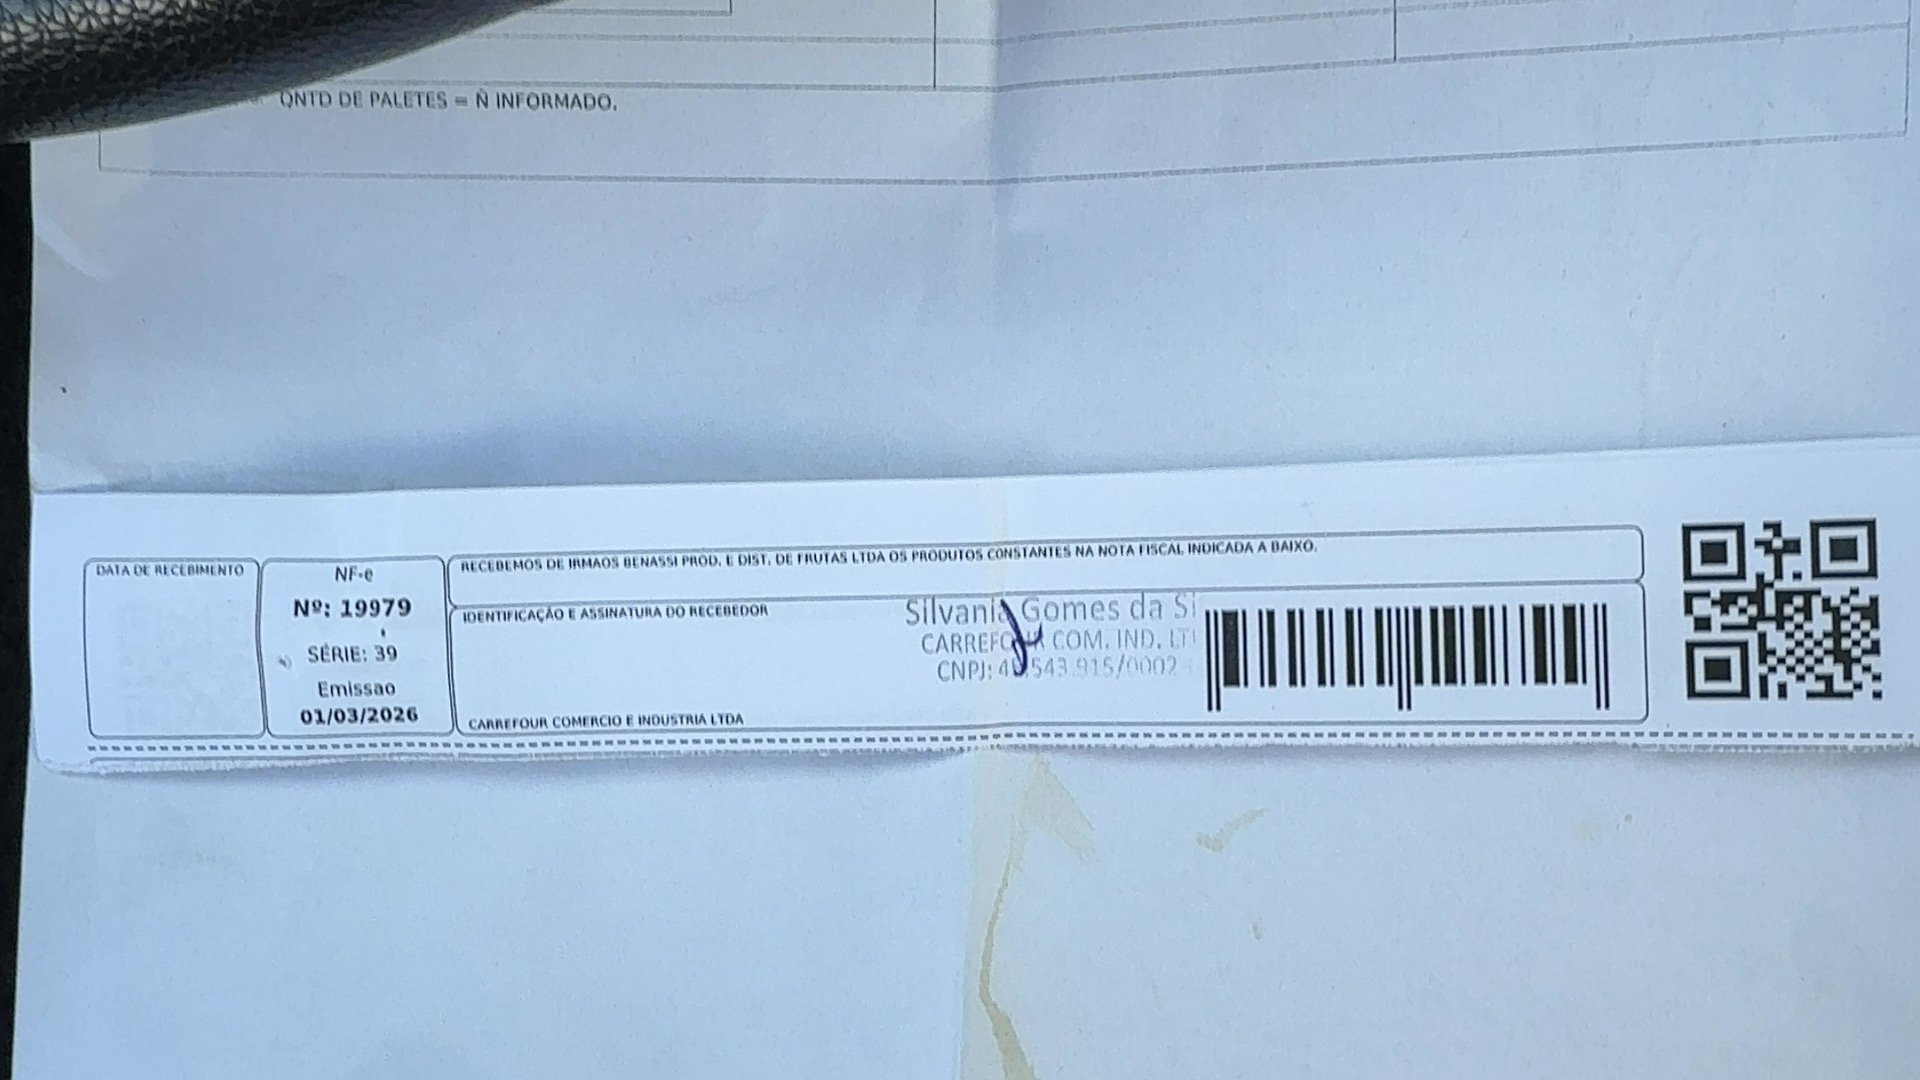 QNTD DE PALETES = Ñ INFORMADO.
DATA DE RECEBIMENTO
NF-e
Nº: 19979
SÉRIE: 39
Emissao
01/03/2026
RECEBEMOS DE IRMAOS BENASSI PROD. E DIST. DE FRUTAS LTDA OS PRODUTOS CONSTANTES NA NOTA FISCAL INDICADA A BAIXO.
IDENTIFICAÇÃO E ASSINATURA DO RECEBEDOR
Silvania Gomes da Si
CARREFOUR COM. IND. LT
CNPJ:
CARREFOUR COMERCIO E INDUSTRIA LTDA